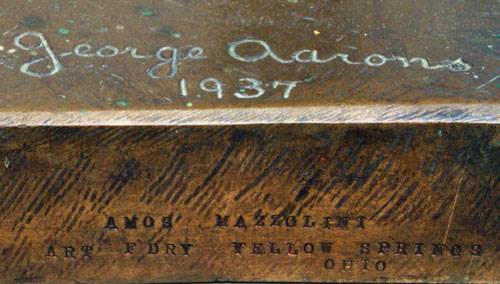 George Aarons
1937
AMOS MAZZOLINI
ART FDRY YELLOW SPRINGS
OHIO